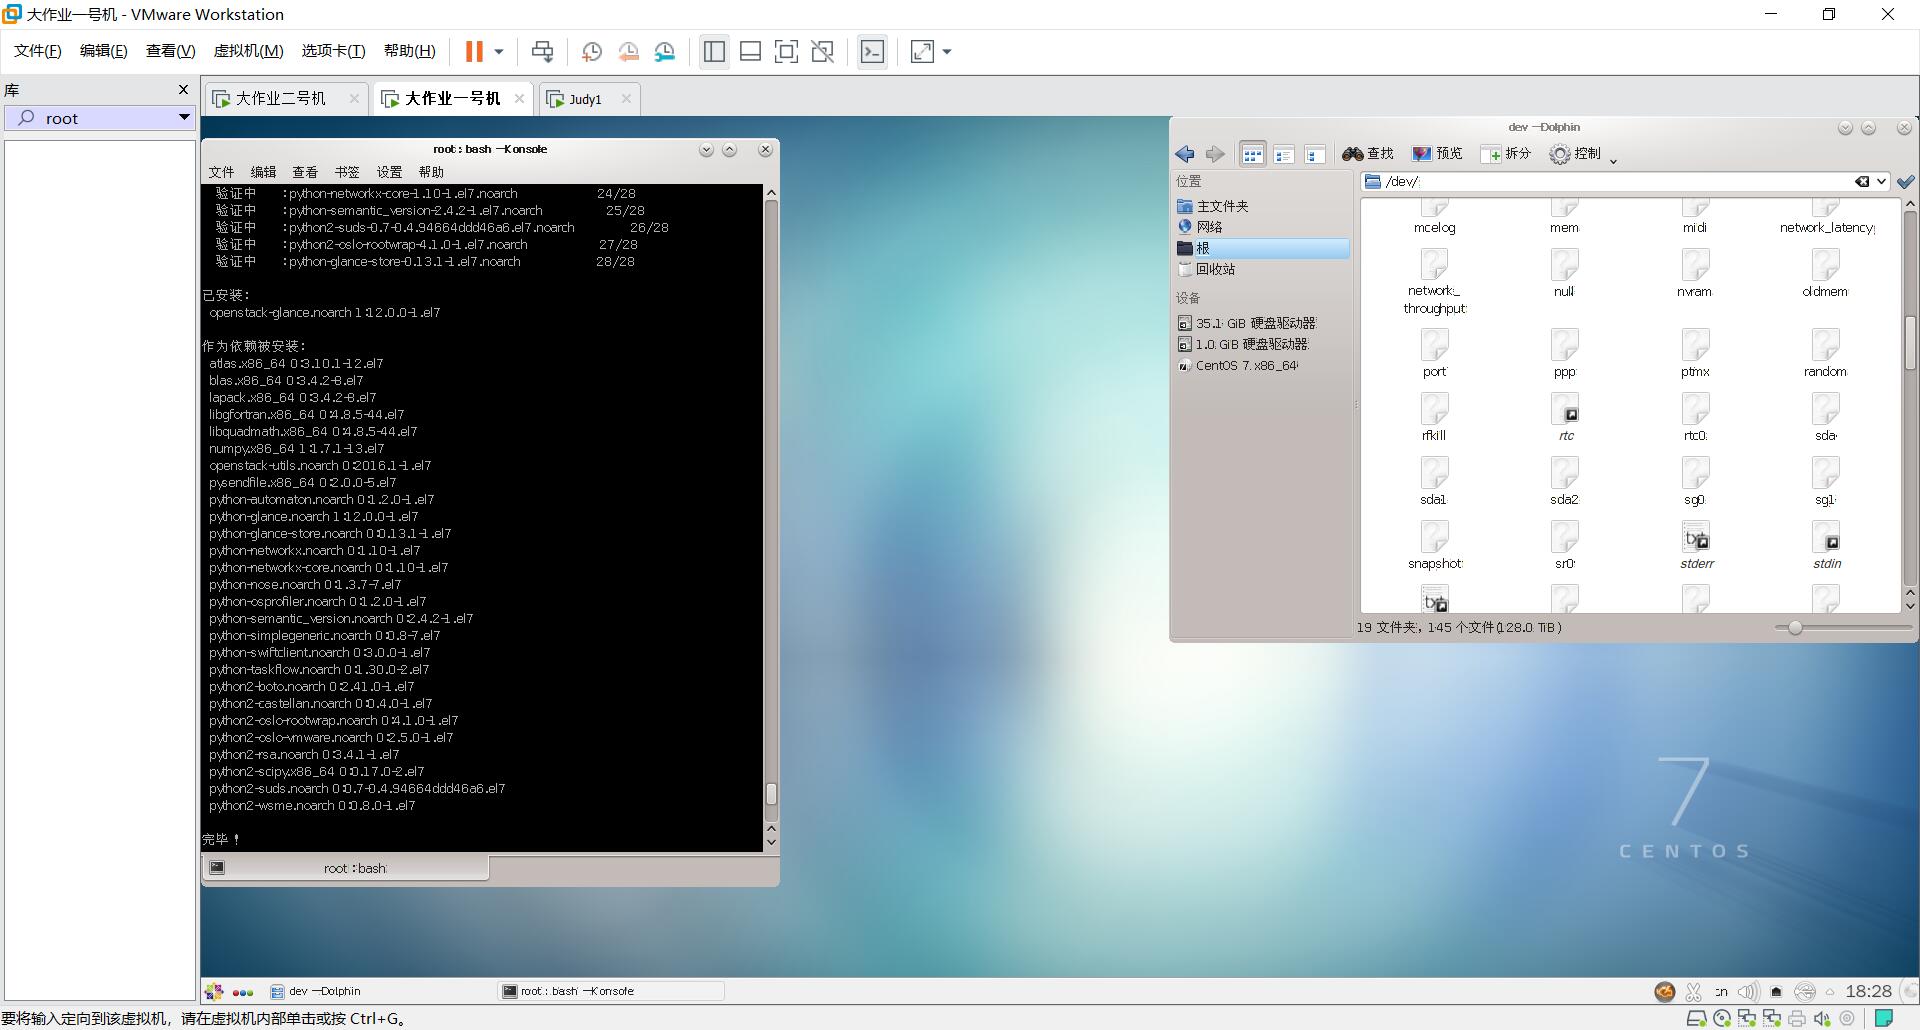 大作业一号机 - VMware Workstation
文件(F) 编辑(E) 查看(V) 虚拟机(M) 选项卡(T) 帮助(H)
库
root
大作业二号机
大作业一号机
Judy1
root : bash — Konsole
文件 编辑 查看 书签 设置 帮助
验证中 : python-networkx-core-1.10-1.el7.noarch 24/28
验证中 : python-semantic_version-2.4.2-1.el7.noarch 25/28
验证中 : python2-suds-0.7-0.4.94664ddd46a6.el7.noarch 26/28
验证中 : python2-oslo-rootwrap-4.1.0-1.el7.noarch 27/28
验证中 : python-glance-store-0.13.1-1.el7.noarch 28/28
已安装:
openstack-glance.noarch 1:12.0.0-1.el7
作为依赖被安装:
atlas.x86_64 0:3.10.1-12.el7
blas.x86_64 0:3.4.2-8.el7
lapack.x86_64 0:3.4.2-8.el7
libgfortran.x86_64 0:4.8.5-44.el7
libquadmath.x86_64 0:4.8.5-44.el7
numpy.x86_64 1:1.7.1-13.el7
openstack-utils.noarch 0:2016.1-1.el7
pysendfile.x86_64 0:2.0.0-5.el7
python-automaton.noarch 0:1.2.0-1.el7
python-glance.noarch 1:12.0.0-1.el7
python-glance-store.noarch 0:0.13.1-1.el7
python-networkx.noarch 0:1.10-1.el7
python-networkx-core.noarch 0:1.10-1.el7
python-nose.noarch 0:1.3.7-7.el7
python-osprofiler.noarch 0:1.2.0-1.el7
python-semantic_version.noarch 0:2.4.2-1.el7
python-simplegeneric.noarch 0:0.8-7.el7
python-swiftclient.noarch 0:3.0.0-1.el7
python-taskflow.noarch 0:1.30.0-2.el7
python2-boto.noarch 0:2.41.0-1.el7
python2-castellan.noarch 0:0.4.0-1.el7
python2-oslo-rootwrap.noarch 0:4.1.0-1.el7
python2-oslo-vmware.noarch 0:2.5.0-1.el7
python2-rsa.noarch 0:3.4.1-1.el7
python2-scipy.x86_64 0:0.17.0-2.el7
python2-suds.noarch 0:0.7-0.4.94664ddd46a6.el7
python2-wsme.noarch 0:0.8.0-1.el7
完毕！
root : bash
dev — Dolphin
查找 预览 拆分 控制
位置
主文件夹
网络
根
回收站
设备
35.1 GiB 硬盘驱动器
1.0 GiB 硬盘驱动器
CentOS 7 x86_64
/dev/
mcelog mem midi network_latency
network_throughput null nvram oldmem
port ppp ptmx random
rfkill rtc rtc0 sda
sda1 sda2 sg0 sg1
snapshot sr0 stderr stdin
19 文件夹, 145 个文件(128.0 TiB)
7
CENTOS
dev — Dolphin
root : bash — Konsole
18:28
要将输入定向到该虚拟机，请在虚拟机内部单击或按 Ctrl+G。